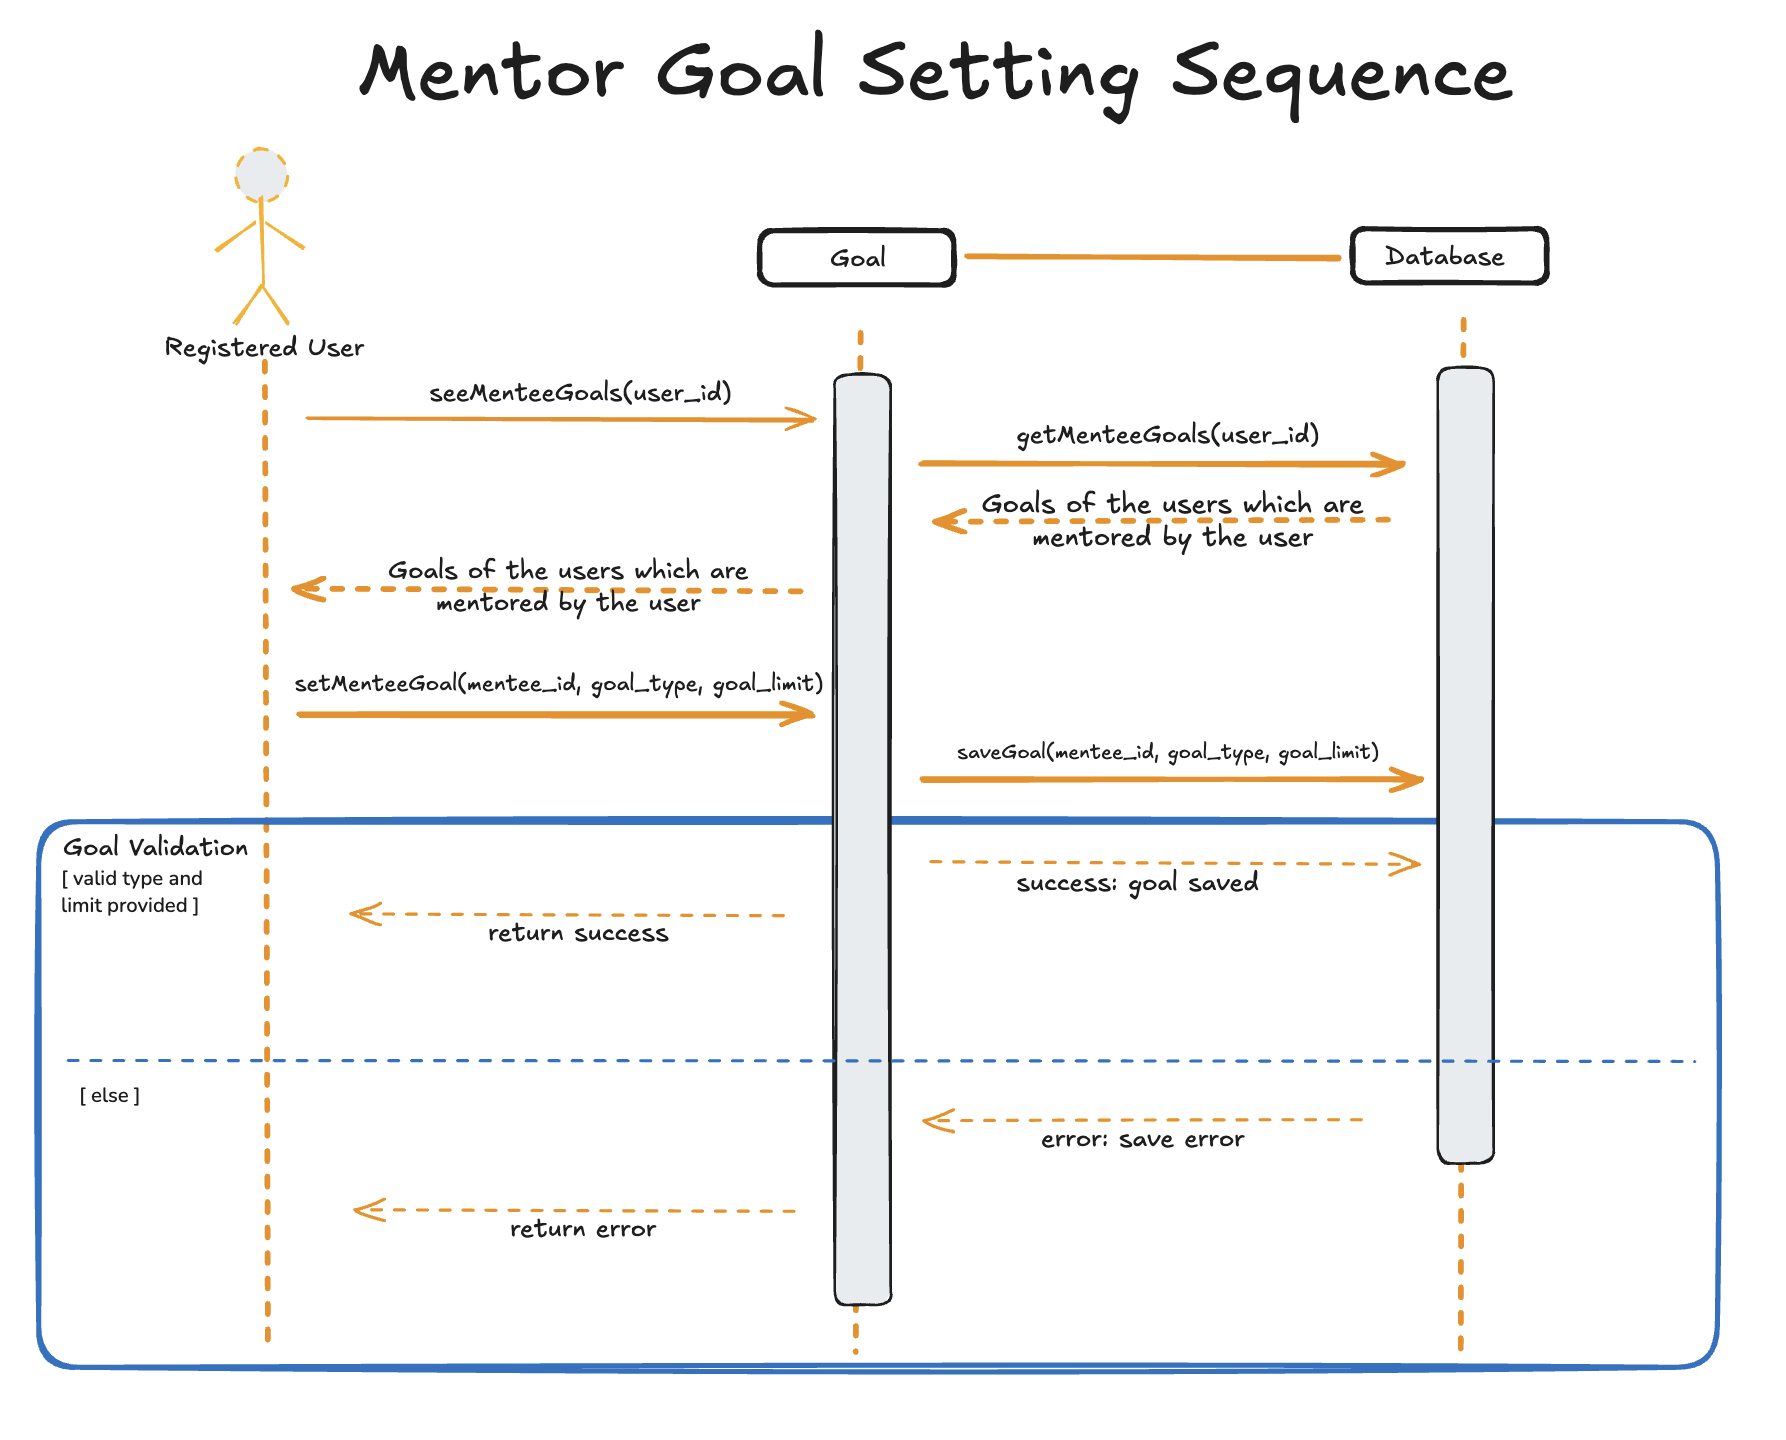 Mentor Goal Setting Sequence
Goal
Database
Registered User
seeMenteeGoals(user_id)
getMenteeGoals(user_id)
Goals of the users which are
mentored by the user
Goals of the users which are
mentored by the user
setMenteeGoal(mentee_id, goal_type, goal_limit)
saveGoal(mentee_id, goal_type, goal_limit)
Goal Validation
[ valid type and
limit provided ]
success: goal saved
return success
[ else ]
error: save error
return error